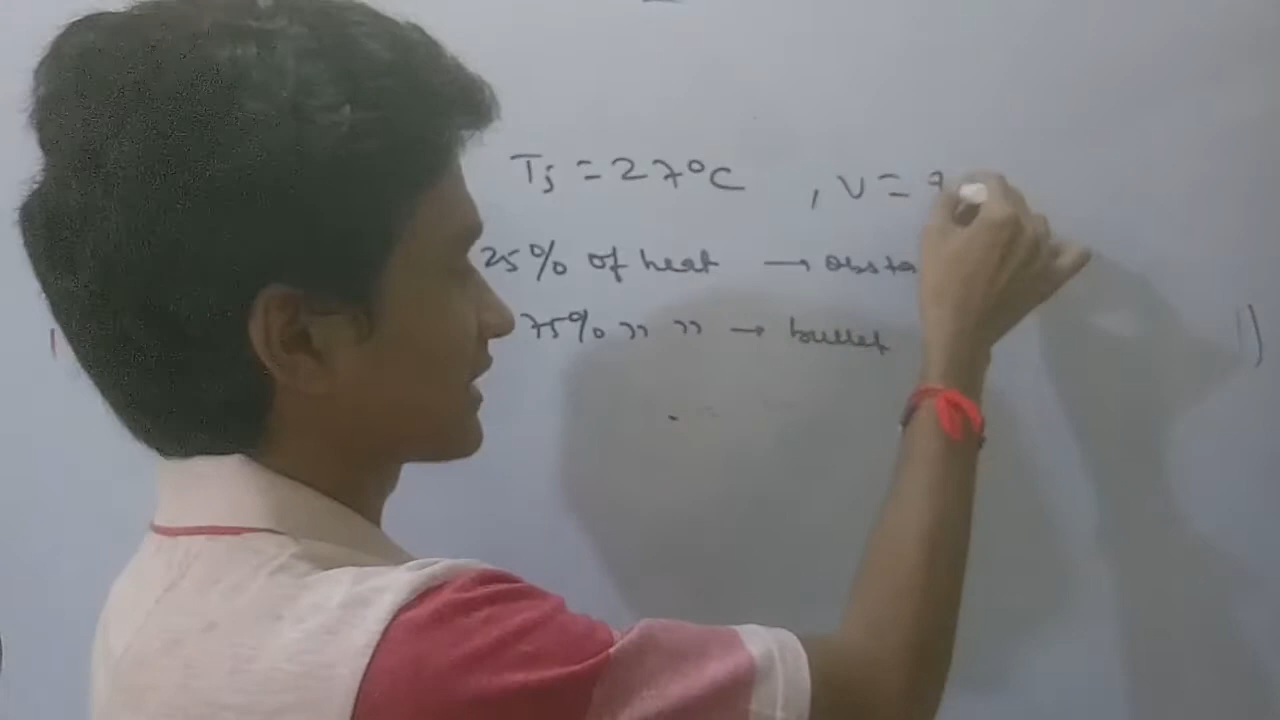 Ti = 27°C , v = ?
25% of heat → obsta
75% ,, ,, → bullet